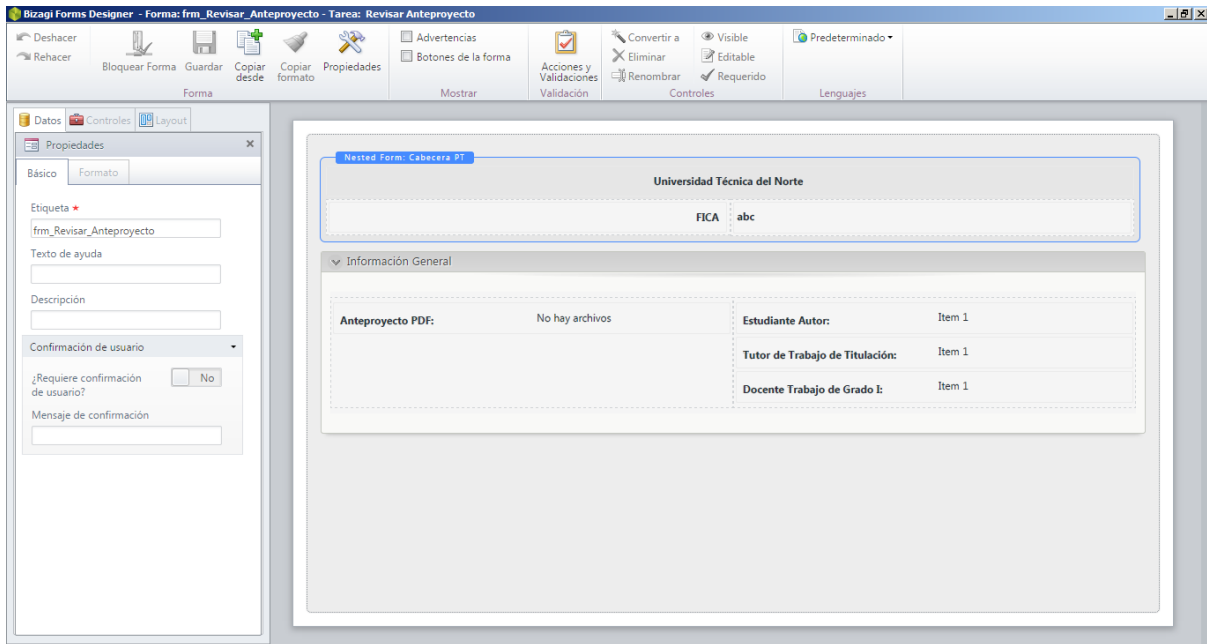 Bizagi Forms Designer - Forma: frm_Revisar_Anteproyecto - Tarea: Revisar Anteproyecto
Deshacer
Rehacer
Bloquear Forma
Guardar
Copiar desde
Forma
Copiar formato
Propiedades
Advertencias
Botones de la forma
Mostrar
Acciones y Validaciones
Validación
Convertir a
Eliminar
Renombrar
Visible
Editable
Requerido
Controles
Predeterminado
Lenguajes
Datos
Controles
Layout
Propiedades
Básico
Formato
Etiqueta *
frm_Revisar_Anteproyecto
Texto de ayuda
Descripción
Confirmación de usuario
¿Requiere confirmación
de usuario?
No
Mensaje de confirmación
Nested Form: Cabecera PT
Universidad Técnica del Norte
FICA abc
Información General
Anteproyecto PDF: No hay archivos
Estudiante Autor: Item 1
Tutor de Trabajo de Titulación: Item 1
Docente Trabajo de Grado I: Item 1